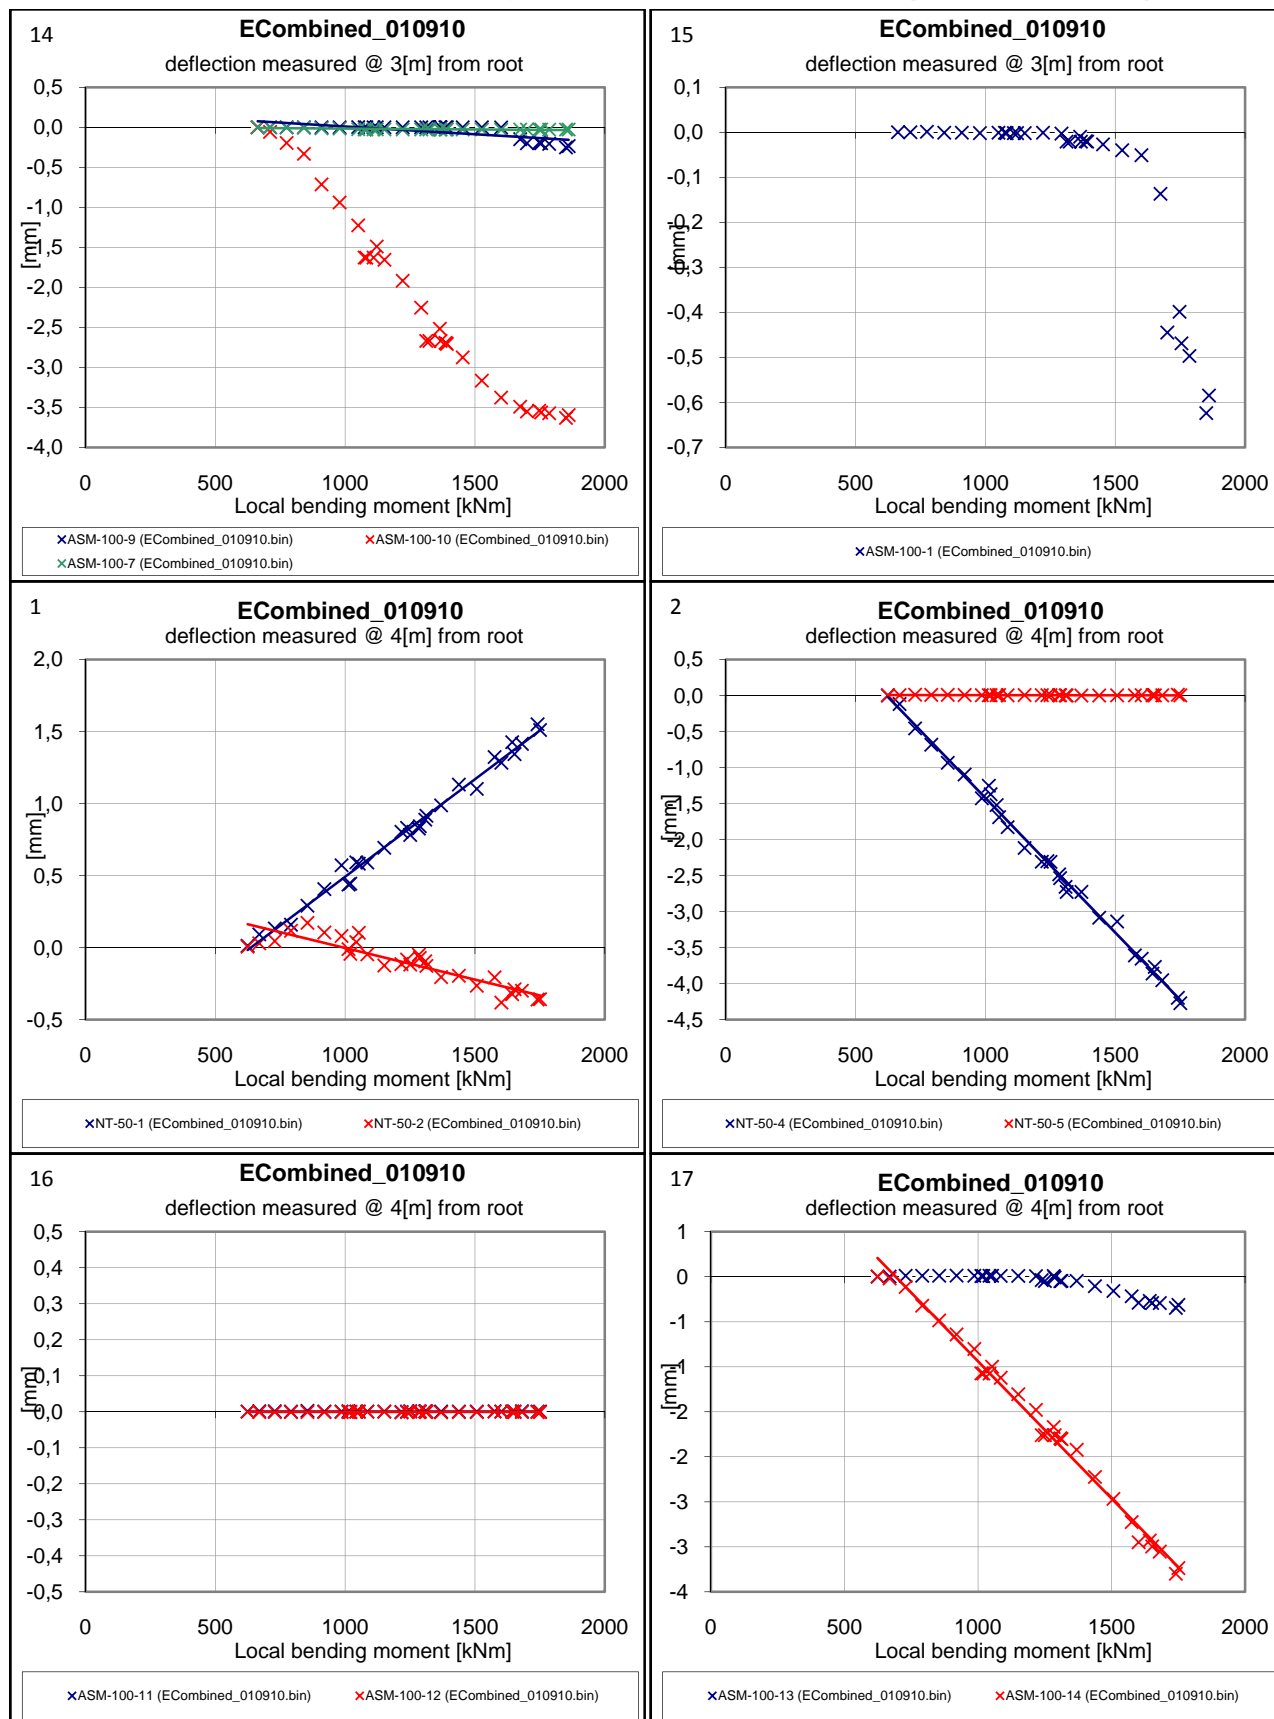 14
ECombined_010910
deflection measured @ 3[m] from root
0,5
0,0
-0,5
-1,0
-1,5
-2,0
-2,5
-3,0
-3,5
-4,0
[mm]
0 500 1000 1500 2000
Local bending moment [kNm]
ASM-100-9 (ECombined_010910.bin) ASM-100-10 (ECombined_010910.bin)
ASM-100-7 (ECombined_010910.bin)
15
ECombined_010910
deflection measured @ 3[m] from root
0,1
0,0
-0,1
-0,2
-0,3
-0,4
-0,5
-0,6
-0,7
[mm]
0 500 1000 1500 2000
Local bending moment [kNm]
ASM-100-1 (ECombined_010910.bin)
1
ECombined_010910
deflection measured @ 4[m] from root
2,0
1,5
1,0
0,5
0,0
-0,5
[mm]
0 500 1000 1500 2000
Local bending moment [kNm]
NT-50-1 (ECombined_010910.bin) NT-50-2 (ECombined_010910.bin)
2
ECombined_010910
deflection measured @ 4[m] from root
0,5
0,0
-0,5
-1,0
-1,5
-2,0
-2,5
-3,0
-3,5
-4,0
-4,5
[mm]
0 500 1000 1500 2000
Local bending moment [kNm]
NT-50-4 (ECombined_010910.bin) NT-50-5 (ECombined_010910.bin)
16
ECombined_010910
deflection measured @ 4[m] from root
0,5
0,4
0,3
0,2
0,1
0,0
-0,1
-0,2
-0,3
-0,4
-0,5
[mm]
0 500 1000 1500 2000
Local bending moment [kNm]
ASM-100-11 (ECombined_010910.bin) ASM-100-12 (ECombined_010910.bin)
17
ECombined_010910
deflection measured @ 4[m] from root
1
0
-1
-1
-2
-2
-3
-3
-4
[mm]
0 500 1000 1500 2000
Local bending moment [kNm]
ASM-100-13 (ECombined_010910.bin) ASM-100-14 (ECombined_010910.bin)